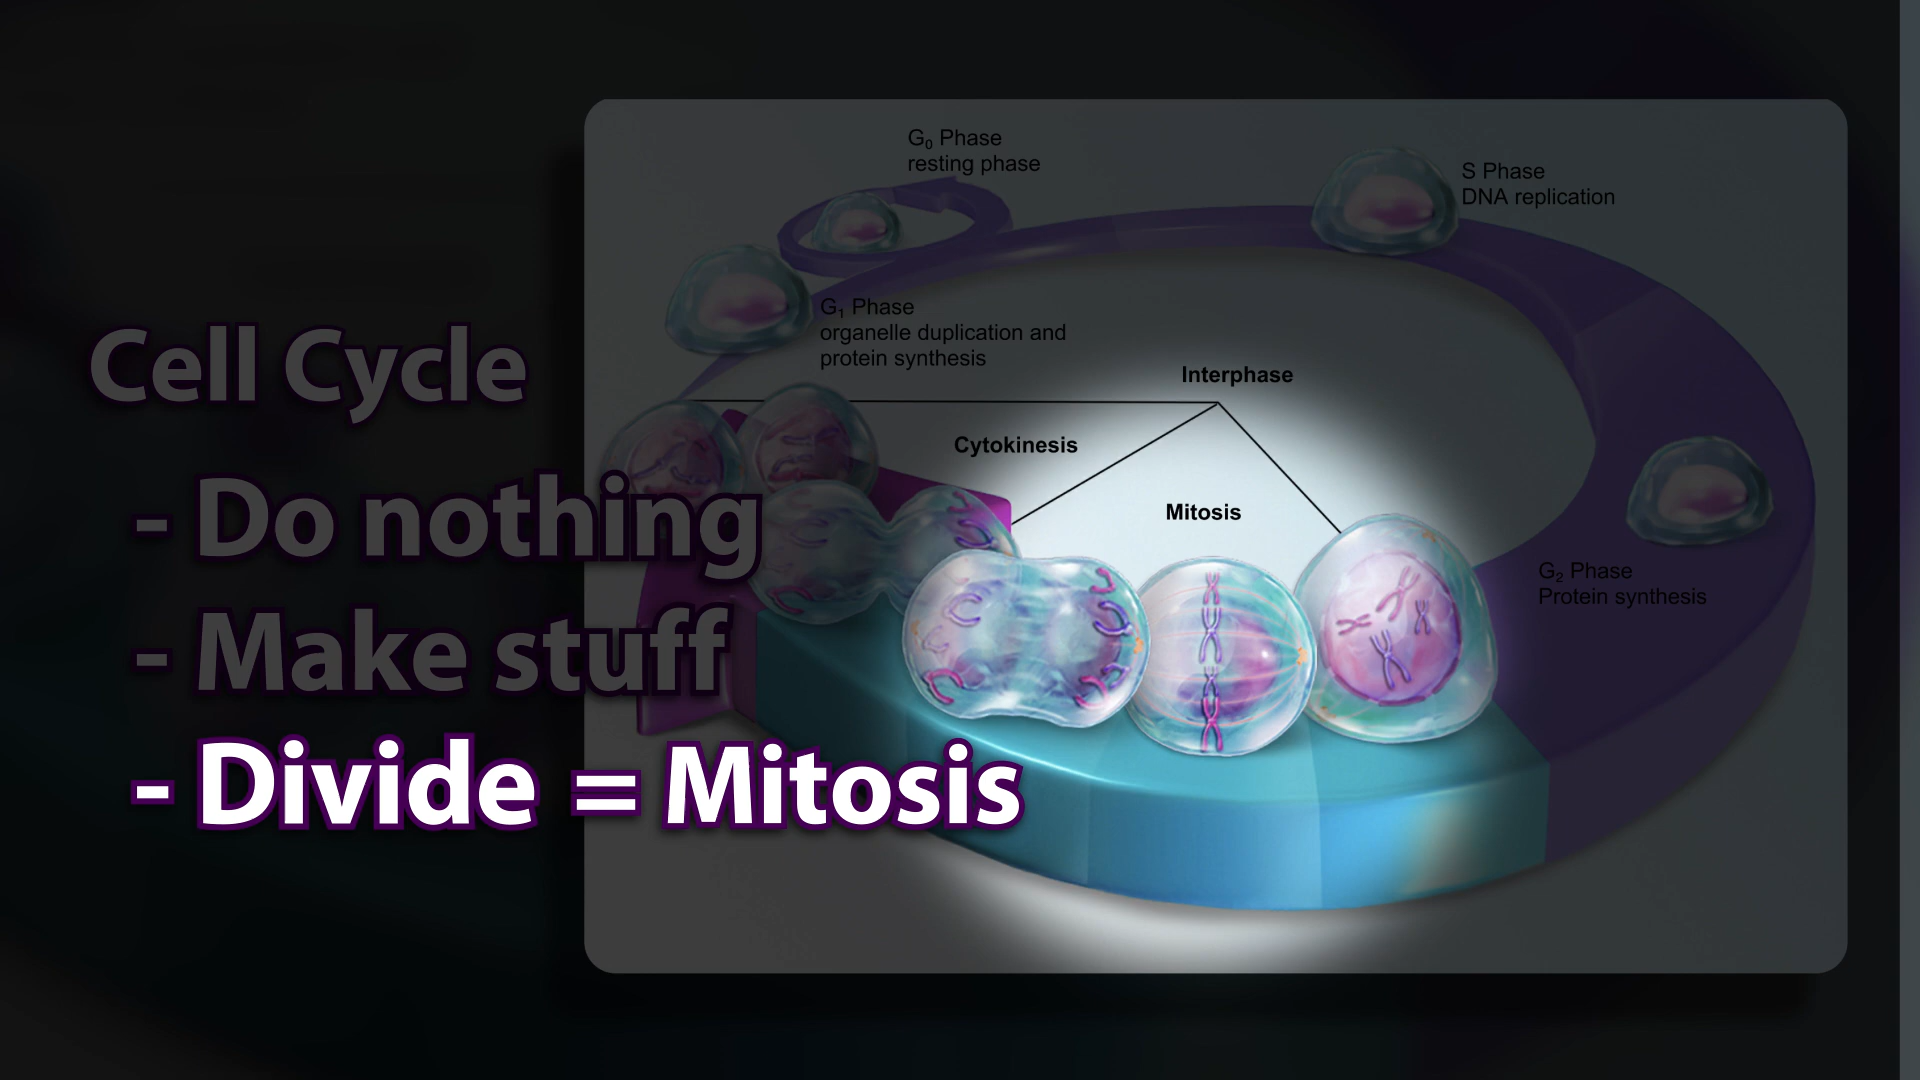 Cell Cycle
- Do nothing
- Make stuff
- Divide = Mitosis
G₀ Phase
resting phase
S Phase
DNA replication
G₁ Phase
organelle duplication and
protein synthesis
Interphase
Cytokinesis
Mitosis
G₂ Phase
Protein synthesis